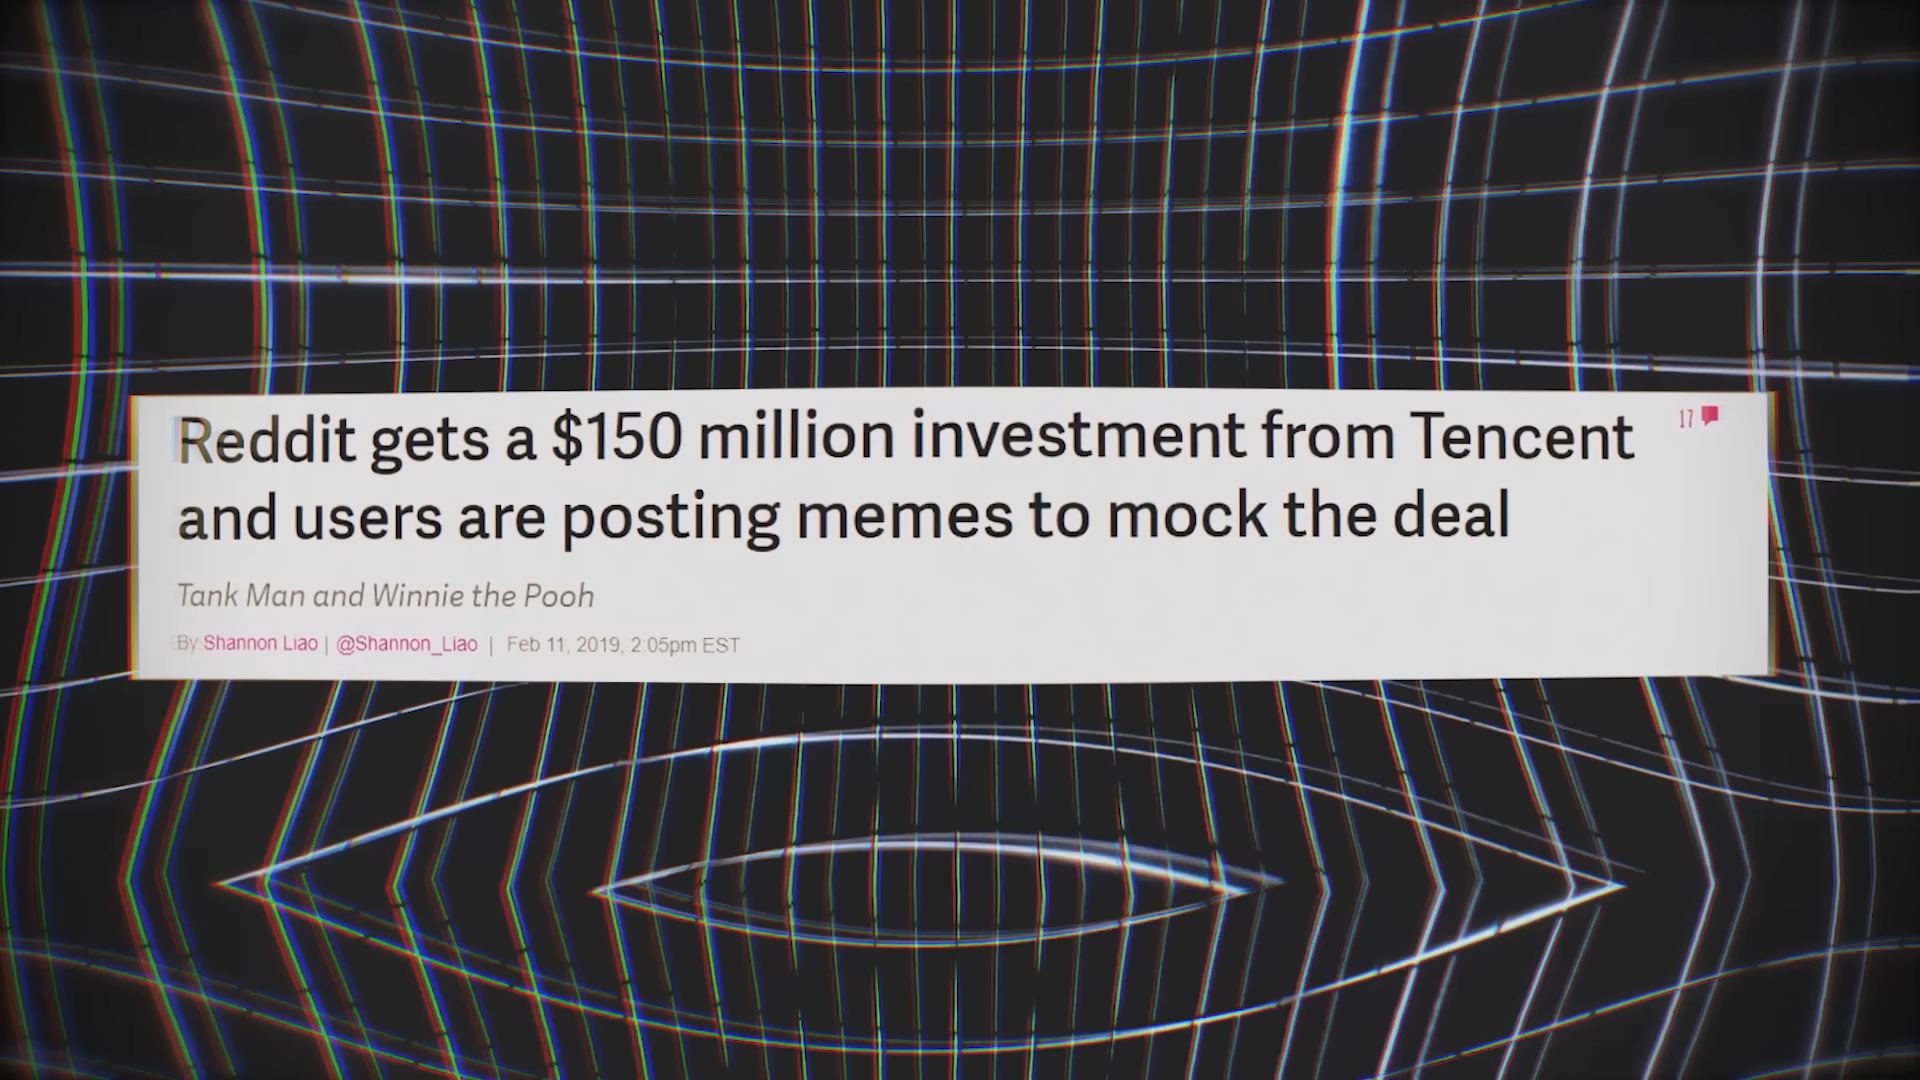 Reddit gets a $150 million investment from Tencent
17
and users are posting memes to mock the deal
Tank Man and Winnie the Pooh
By Shannon Liao | @Shannon_Liao | Feb 11, 2019, 2:05pm EST